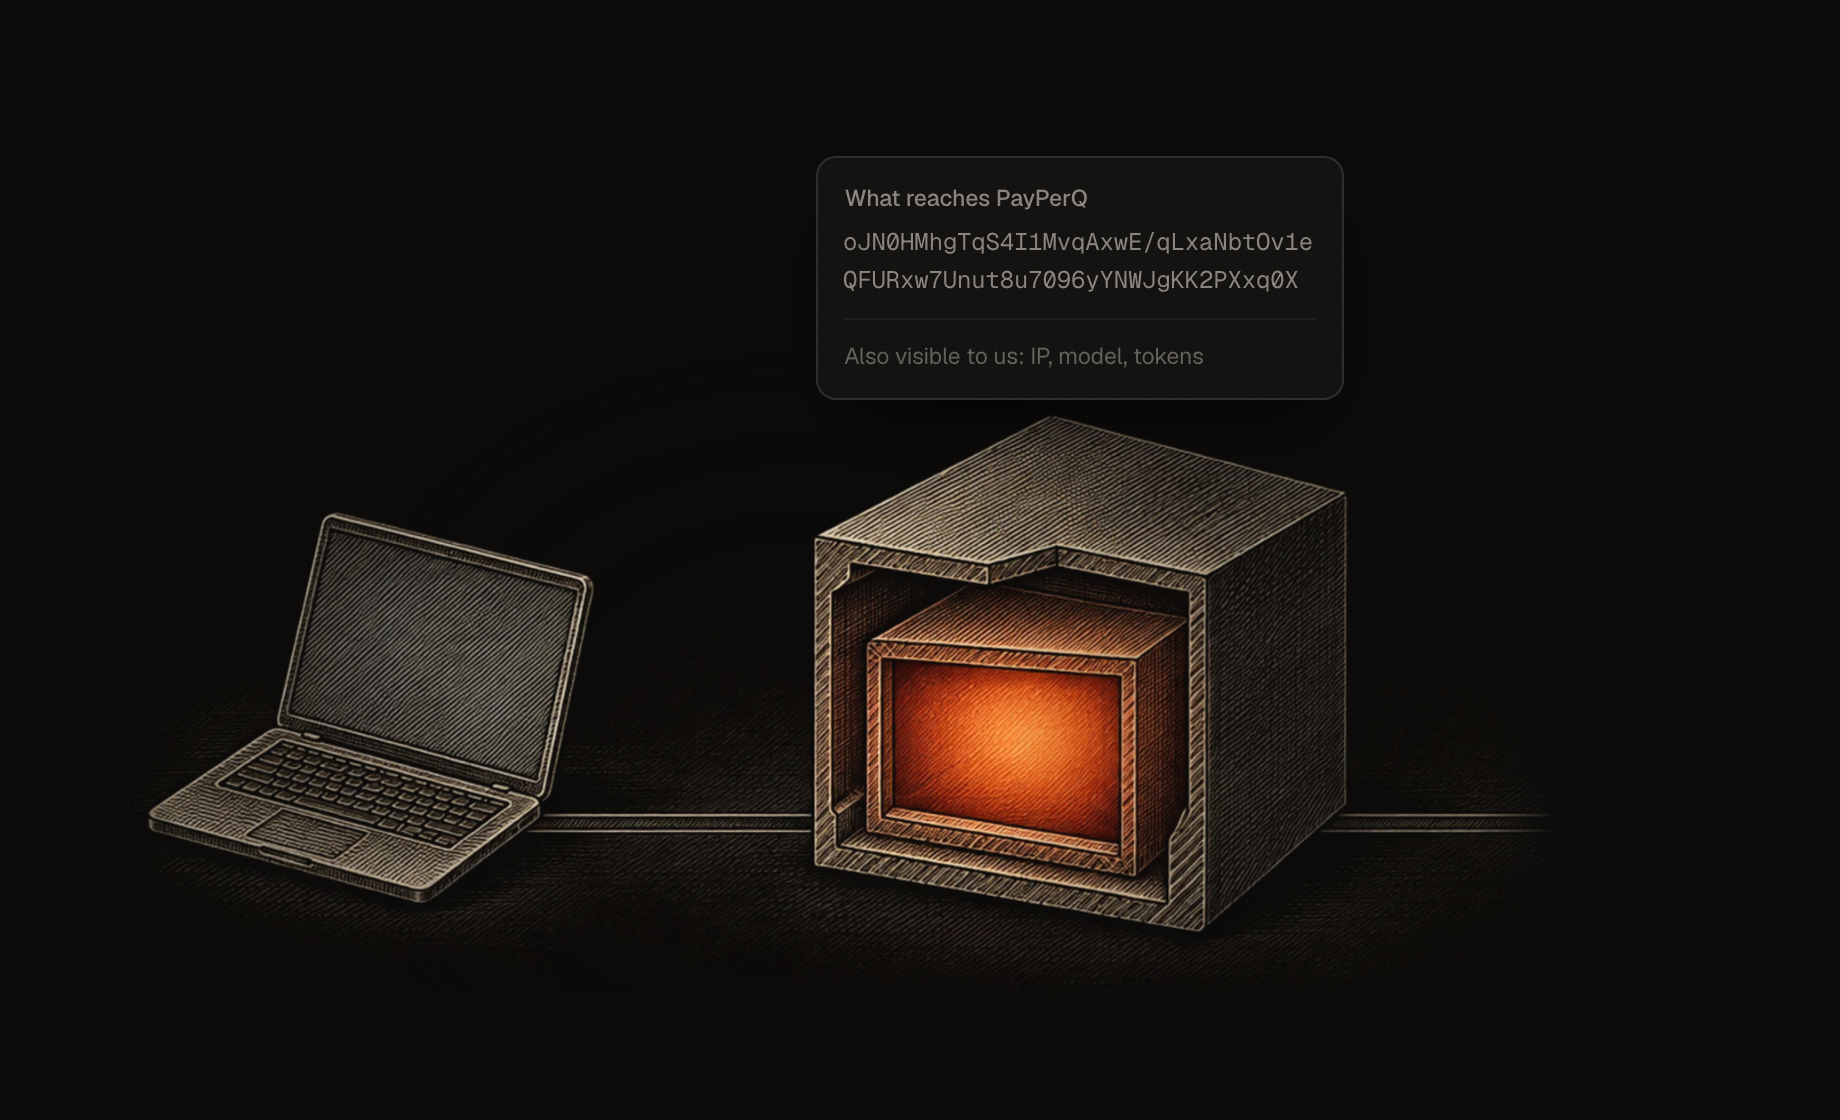 What reaches PayPerQ
oJN0HMhgTqS4I1MvqAxwE/qLxaNbtOv1e
QFURxw7Unut8u7096yYNWJgKK2PXxq0X
Also visible to us: IP, model, tokens